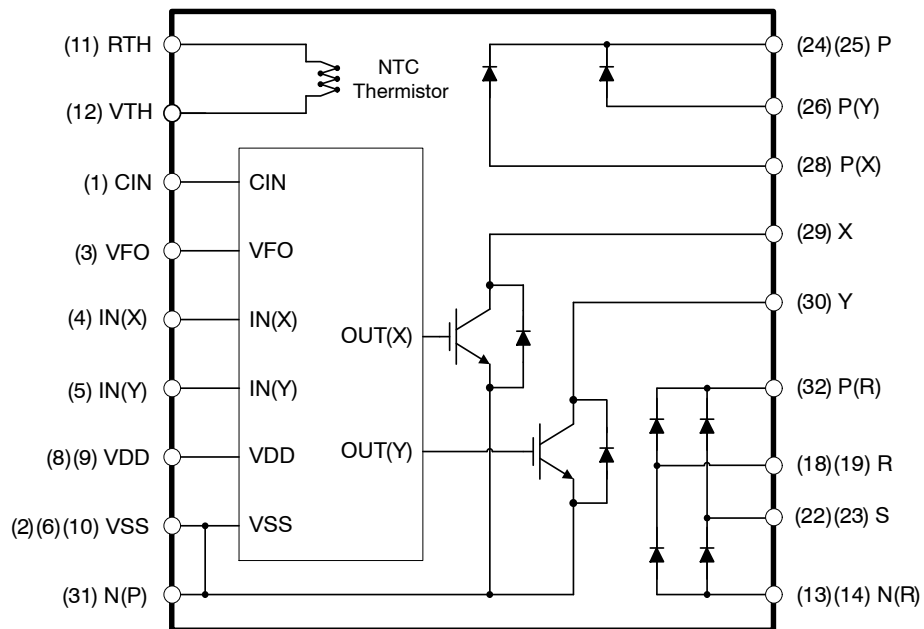 (11) RTH
(12) VTH
(1) CIN
(3) VFO
(4) IN(X)
(5) IN(Y)
(8)(9) VDD
(2)(6)(10) VSS
(31) N(P)
NTC
Thermistor
CIN
VFO
IN(X)
IN(Y)
VDD
VSS
OUT(X)
OUT(Y)
(24)(25) P
(26) P(Y)
(28) P(X)
(29) X
(30) Y
(32) P(R)
(18)(19) R
(22)(23) S
(13)(14) N(R)